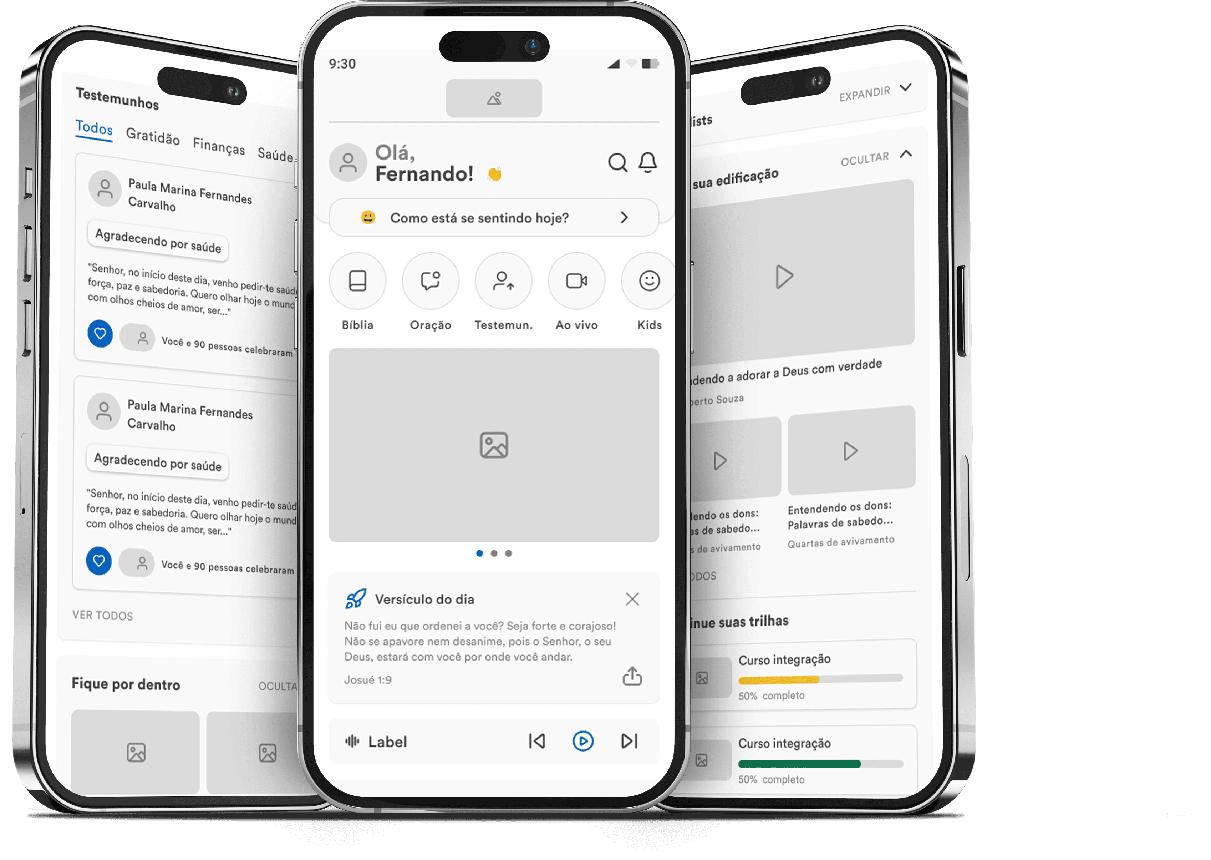 Testemunhos
Todos Gratidão Finanças Saúde
Paula Marina Fernandes
Carvalho
Agradecendo por saúde
"Senhor, no início deste dia, venho pedir-te saúd
força, paz e sabedoria. Quero olhar hoje o mund
com olhos cheios de amor, ser..."
Você e 90 pessoas celebraram
Paula Marina Fernandes
Carvalho
Agradecendo por saúde
"Senhor, no início deste dia, venho pedir-te saúd
força, paz e sabedoria. Quero olhar hoje o mund
com olhos cheios de amor, ser..."
Você e 90 pessoas celebraram
VER TODOS
Fique por dentro OCULTA
9:30
Olá,
Fernando! 👋
😀 Como está se sentindo hoje?
Bíblia Oração Testemun. Ao vivo Kids
Versículo do dia
Não fui eu que ordenei a você? Seja forte e corajoso!
Não se apavore nem desanime, pois o Senhor, o seu
Deus, estará com você por onde você andar.
Josué 1:9
Label
lists EXPANDIR
sua edificação OCULTAR
ndendo a adorar a Deus com verdade
berto Souza
dendo os dons:
as de sabedo...
s de avivamento
Entendendo os dons:
Palavras de sabedo...
Quartas de avivamento
ODOS
inue suas trilhas
Curso integração
50% completo
Curso integração
50% completo